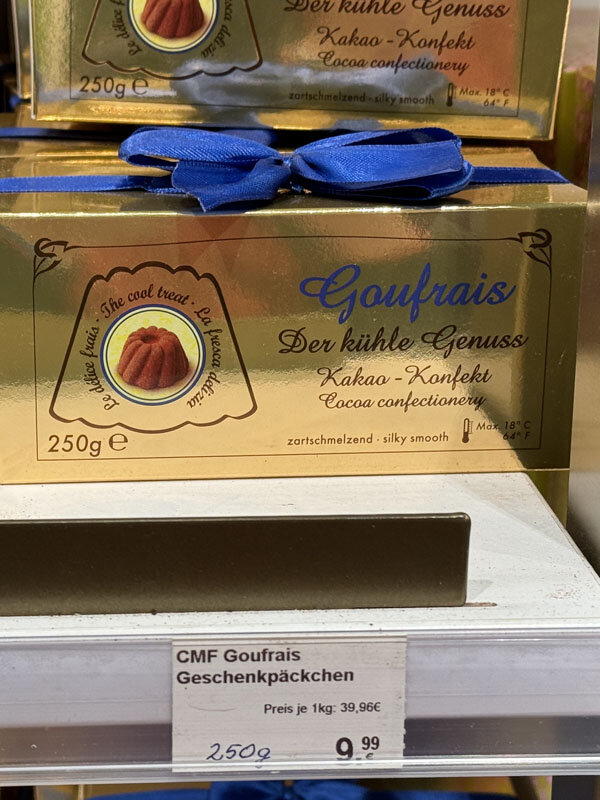 Der kühle Genuss
Kakao - Konfekt
Cocoa confectionery
250g ℮
zartschmelzend · silky smooth
Max. 18° C
64° F
Goufrais
Le délice frais · The cool treat · La fresca delizia
Der kühle Genuss
Kakao - Konfekt
Cocoa confectionery
250g ℮
zartschmelzend · silky smooth
Max. 18° C
64° F
CMF Goufrais
Geschenkpäckchen
Preis je 1kg: 39,96€
250g
9.99
€